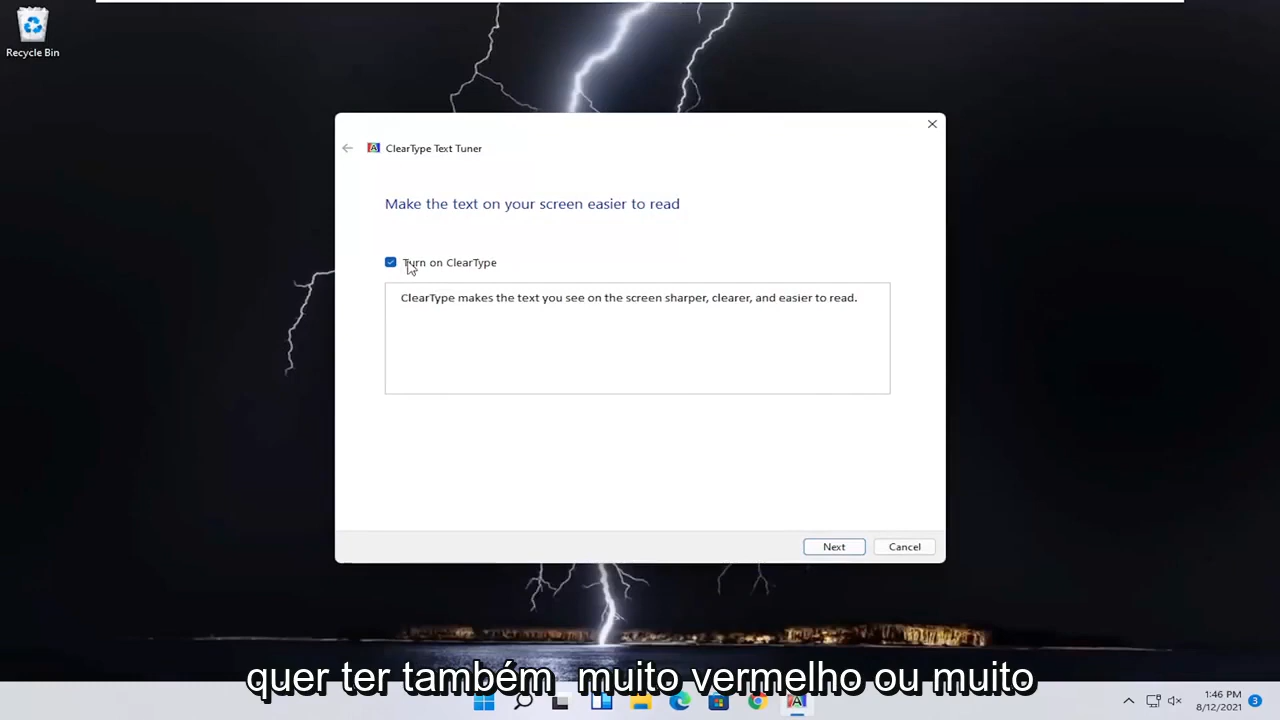 Recycle Bin
ClearType Text Tuner
Make the text on your screen easier to read
Turn on ClearType
ClearType makes the text you see on the screen sharper, clearer, and easier to read.
Next
Cancel
quer ter também muito vermelho ou muito
1:46 PM
8/12/2021
3